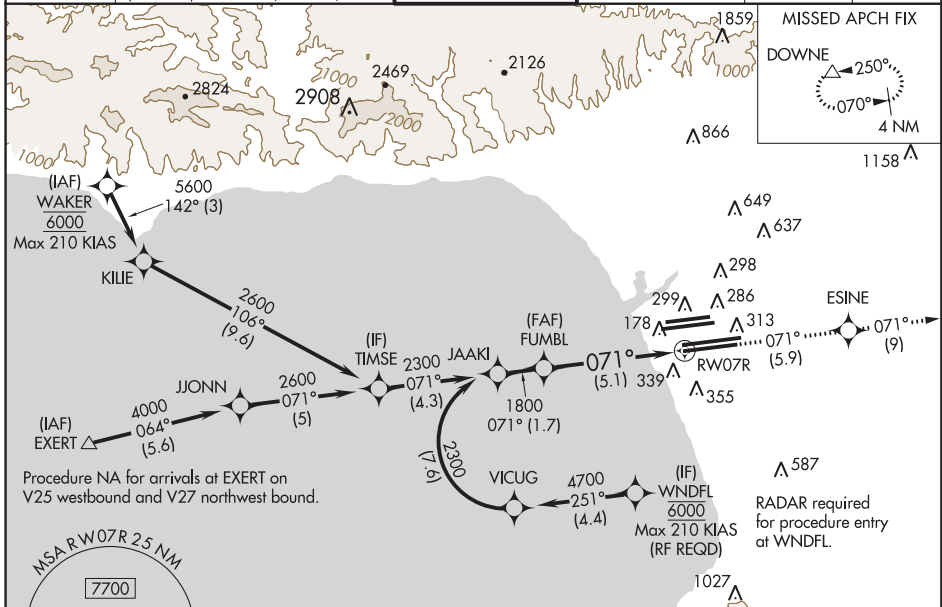 1859
MISSED APCH FIX
DOWNE
250°
070°
4 NM
1000
2824
2908
2469
2126
2000
1000
1000
866
1158
(IAF)
WAKER
6000
Max 210 KIAS
5600
142° (3)
KILIE
649
637
298
299
286
178
313
ESINE
2600
106°
(9.6)
(IF)
TIMSE
2300
071°
(4.3)
JAAKI
(FAF)
FUMBL
071°
(5.1)
RW07R
071°
(5.9)
071°
(9)
339
355
1800
071° (1.7)
JJONN
2600
071°
(5)
(IAF)
EXERT
4000
064°
(5.6)
Procedure NA for arrivals at EXERT on
V25 westbound and V27 northwest bound.
2300
(7.6)
VICUG
4700
251°
(4.4)
(IF)
WNDFL
6000
Max 210 KIAS
(RF REQD)
587
RADAR required
for procedure entry
at WNDFL.
MSA RW07R 25 NM
7700
1027